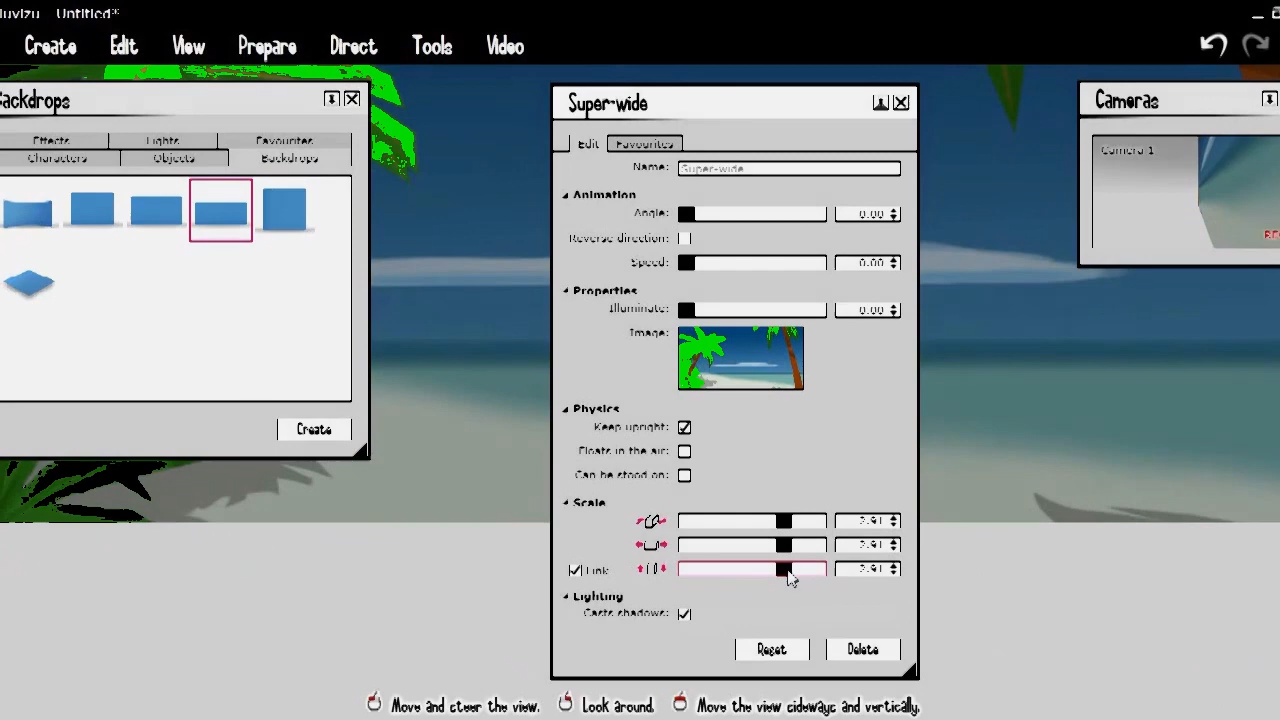 Untitled*
Create Edit View Prepare Direct Tools Video
Backdrops
Effects Lights Favourites
Characters Objects Backdrops
Create
Super-wide
Edit Favourites
Name: Super-wide
Animation
Angle: 0.00
Reverse direction:
Speed: 0.00
Properties
Illuminate: 0.00
Image:
Physics
Keep upright:
Floats in the air:
Can be stood on:
Scale
Link
Lighting
Casts shadows:
Reset Delete
Cameras
Camera 1
Move and steer the view. Look around. Move the view sideways and vertically.